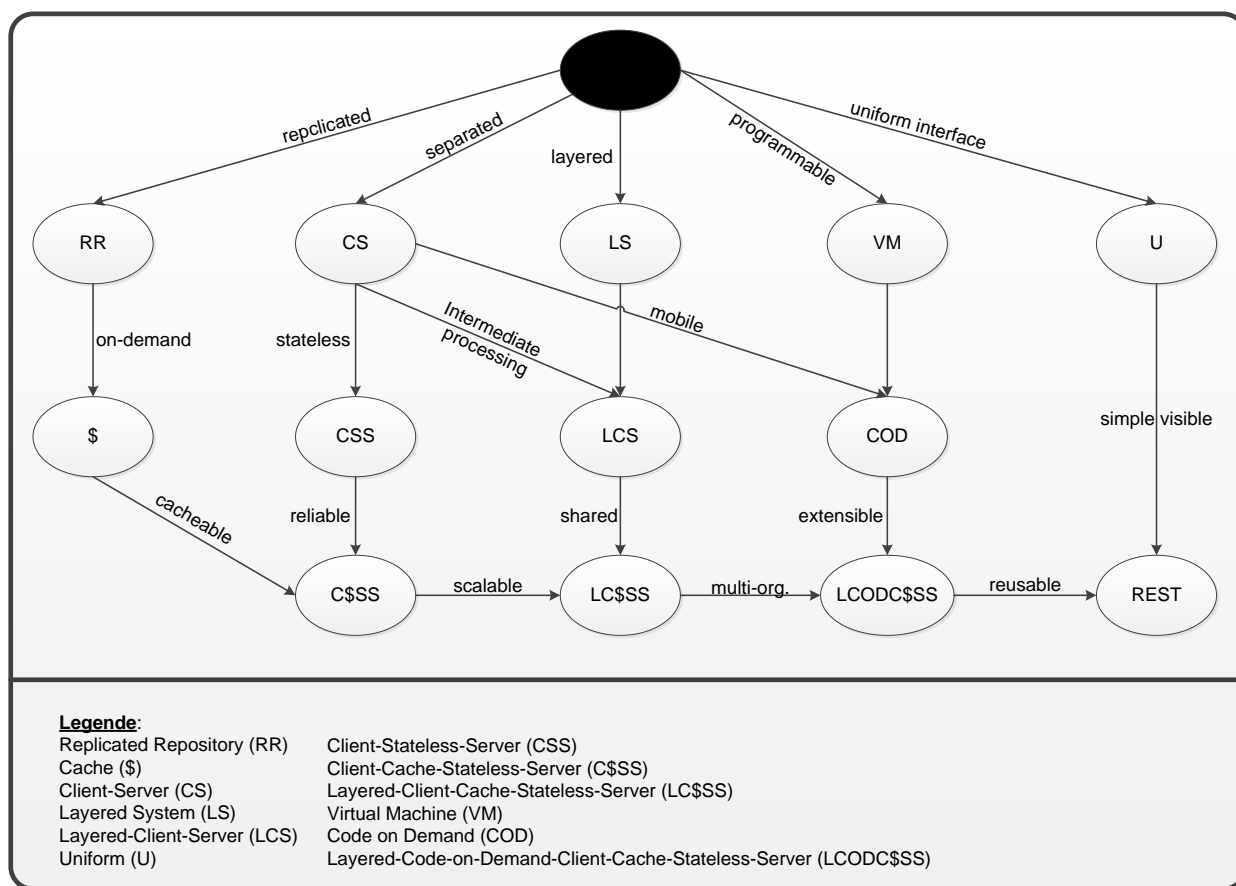 repclicated
separated
layered
programmable
uniform interface
RR
CS
LS
VM
U
on-demand
stateless
Intermediate
processing
mobile
$
CSS
LCS
COD
simple visible
cacheable
reliable
shared
extensible
C$SS
scalable
LC$SS
multi-org.
LCODC$SS
reusable
REST
Legende:
Replicated Repository (RR)
Cache ($)
Client-Server (CS)
Layered System (LS)
Layered-Client-Server (LCS)
Uniform (U)
Client-Stateless-Server (CSS)
Client-Cache-Stateless-Server (C$SS)
Layered-Client-Cache-Stateless-Server (LC$SS)
Virtual Machine (VM)
Code on Demand (COD)
Layered-Code-on-Demand-Client-Cache-Stateless-Server (LCODC$SS)